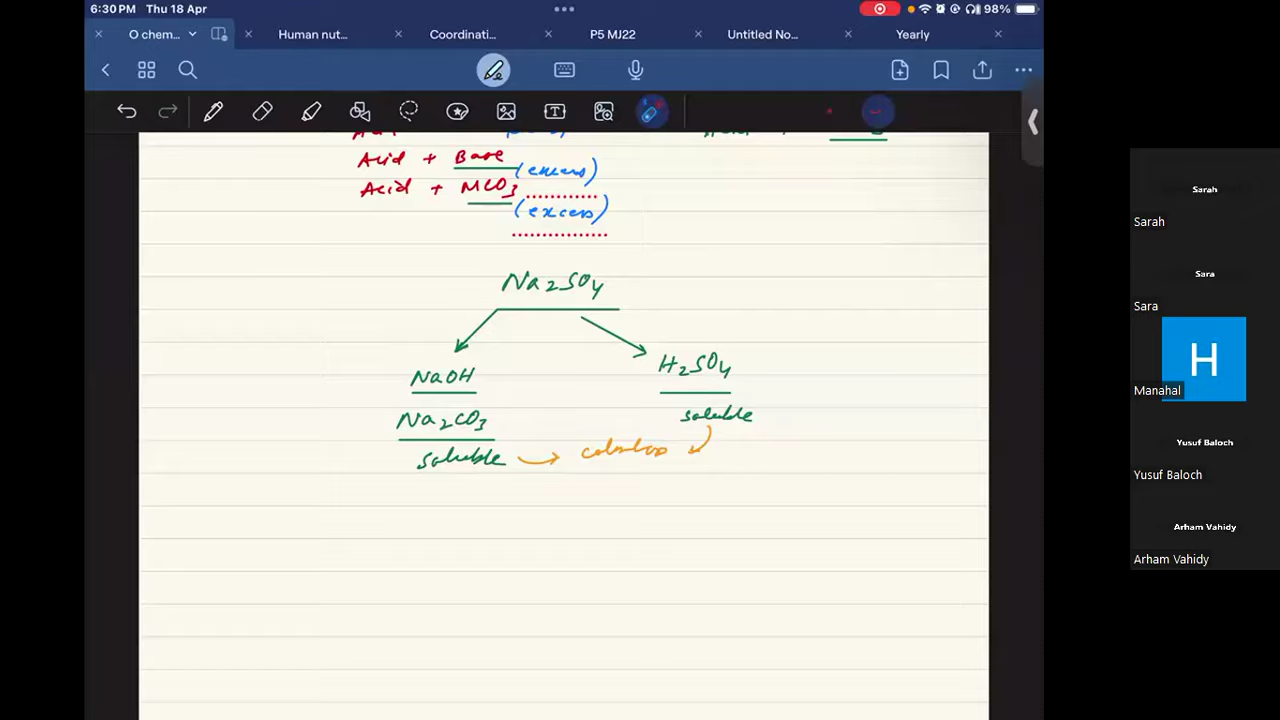 6:30 PM Thu 18 Apr
98%
O chem... Human nut... Coordinati... P5 MJ22 Untitled No... Yearly
Acid + Base (excess)
Acid + MCO3
(excess)
Na2SO4
NaOH
H2SO4
Na2CO3
soluble
soluble
Sarah
Sarah
Sara
Sara
H
Manahal
Yusuf Baloch
Yusuf Baloch
Arham Vahidy
Arham Vahidy